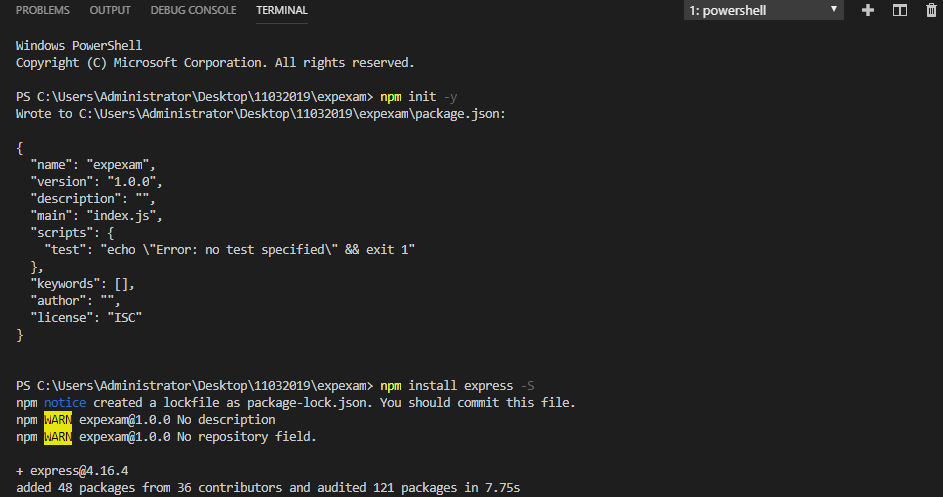 PROBLEMS OUTPUT DEBUG CONSOLE TERMINAL 1: powershell
Windows PowerShell
Copyright (C) Microsoft Corporation. All rights reserved.
PS C:\Users\Administrator\Desktop\11032019\expexam> npm init -y
Wrote to C:\Users\Administrator\Desktop\11032019\expexam\package.json:
{
  "name": "expexam",
  "version": "1.0.0",
  "description": "",
  "main": "index.js",
  "scripts": {
    "test": "echo \"Error: no test specified\" && exit 1"
  },
  "keywords": [],
  "author": "",
  "license": "ISC"
}
PS C:\Users\Administrator\Desktop\11032019\expexam> npm install express -S
npm notice created a lockfile as package-lock.json. You should commit this file.
npm WARN expexam@1.0.0 No description
npm WARN expexam@1.0.0 No repository field.
+ express@4.16.4
added 48 packages from 36 contributors and audited 121 packages in 7.75s